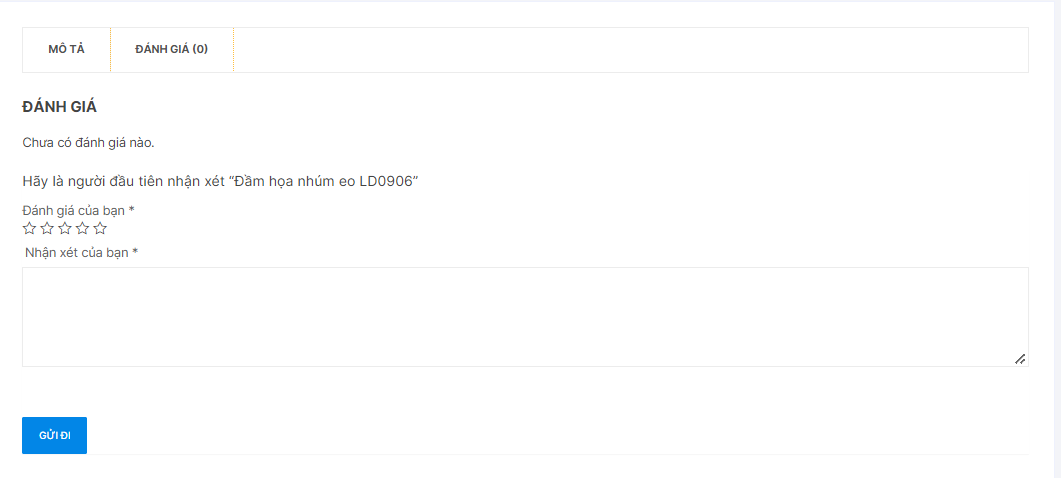 MÔ TẢ
ĐÁNH GIÁ (0)
ĐÁNH GIÁ
Chưa có đánh giá nào.
Hãy là người đầu tiên nhận xét “Đầm họa nhúm eo LD0906”
Đánh giá của bạn *
Nhận xét của bạn *
GỬI ĐI